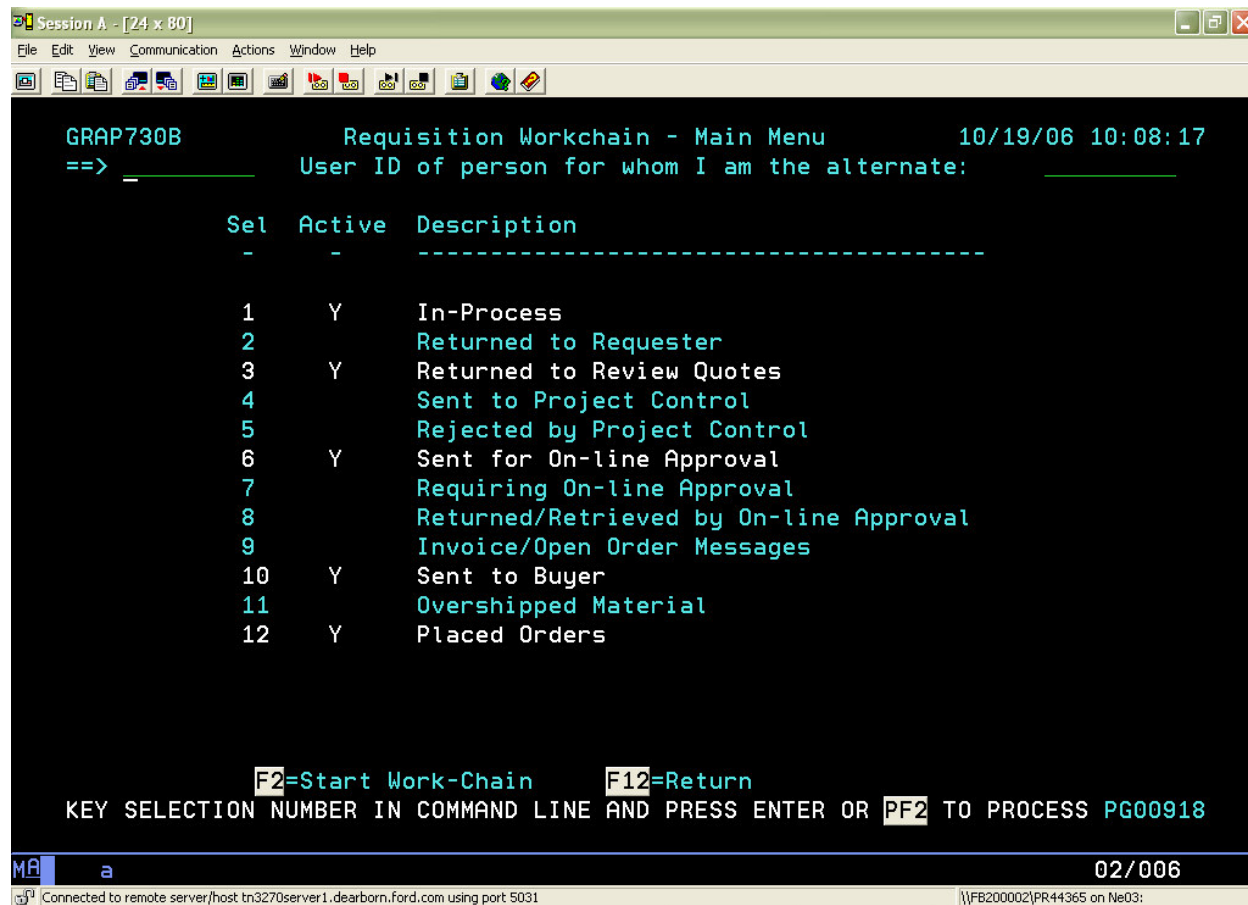 Session A - [24 x 80]
File Edit View Communication Actions Window Help
GRAP730B Requisition Workchain - Main Menu 10/19/06 10:08:17
==> _________ User ID of person for whom I am the alternate: _________
Sel Active Description
- - ---------------------------------------
1 Y In-Process
2 Returned to Requester
3 Y Returned to Review Quotes
4 Sent to Project Control
5 Rejected by Project Control
6 Y Sent for On-line Approval
7 Requiring On-line Approval
8 Returned/Retrieved by On-line Approval
9 Invoice/Open Order Messages
10 Y Sent to Buyer
11 Overshipped Material
12 Y Placed Orders
F2=Start Work-Chain F12=Return
KEY SELECTION NUMBER IN COMMAND LINE AND PRESS ENTER OR PF2 TO PROCESS PG00918
MA a 02/006
Connected to remote server/host tn3270server1.dearborn.ford.com using port 5031 \\FB200002\PR44365 on Ne03: